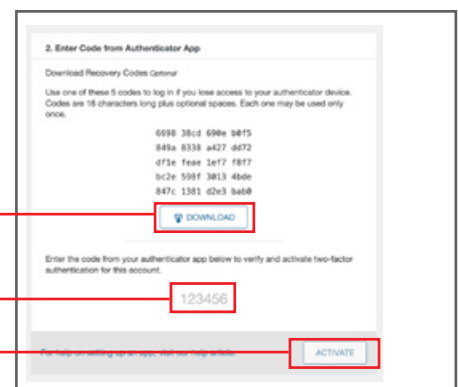 2. Enter Code from Authenticator App
Download Recovery Codes Optional
Use one of these 5 codes to log in if you lose access to your authenticator device.
Codes are 16 characters long plus optional spaces. Each one may be used only
once.
6698 38cd 690e b0f5
849a 8338 a427 dd72
df1e feae 1ef7 f8f7
bc2e 598f 3013 4bde
847c 1381 d2e3 bab0
DOWNLOAD
Enter the code from your authenticator app below to verify and activate two-factor
authentication for this account.
123456
For help on setting up an app, visit our help article.
ACTIVATE